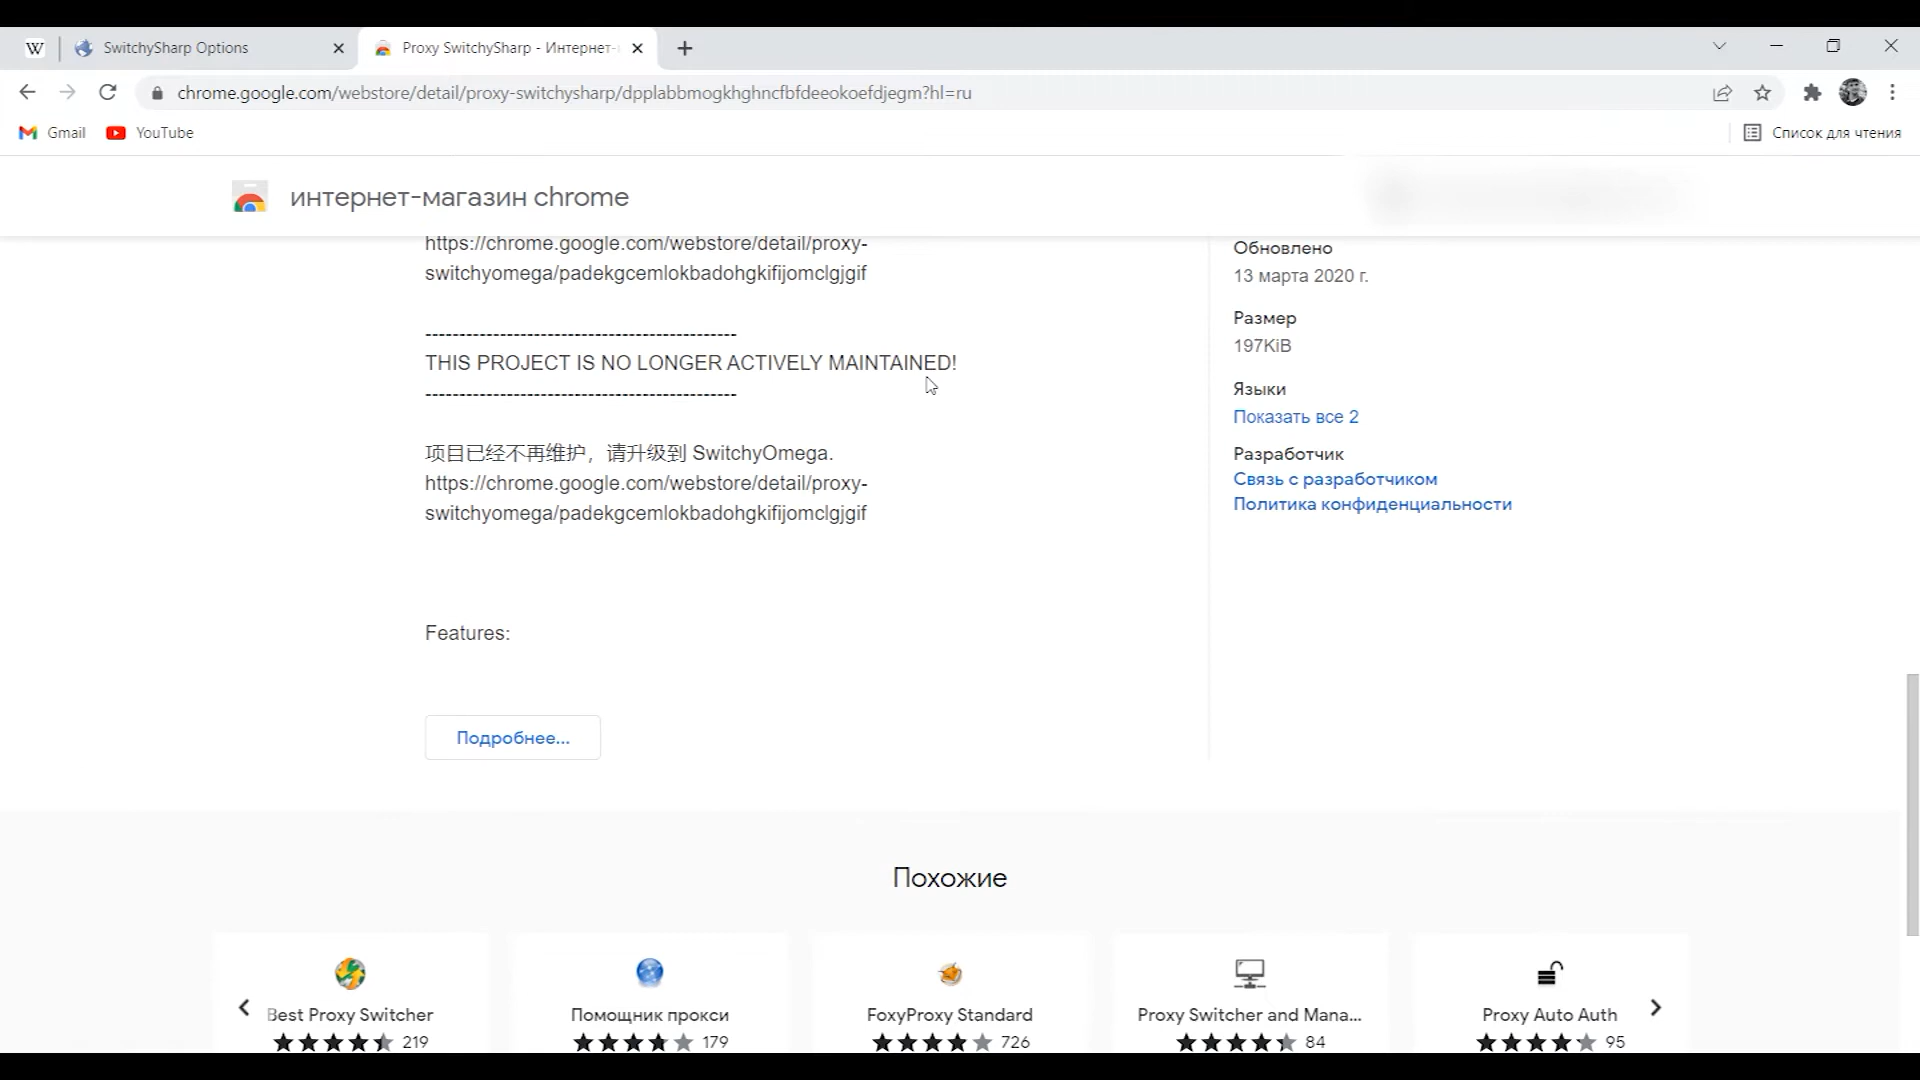 W
SwitchySharp Options
Proxy SwitchySharp - Интернет-
chrome.google.com/webstore/detail/proxy-switchysharp/dpplabbmogkhghncfbfdeeokoefdjegm?hl=ru
Gmail
YouTube
Список для чтения
интернет-магазин chrome
https://chrome.google.com/webstore/detail/proxy-
switchyomega/padekgcemlokbadohgkifijomclgjgif
----------------------------------------------
THIS PROJECT IS NO LONGER ACTIVELY MAINTAINED!
----------------------------------------------
项目已经不再维护，请升级到 SwitchyOmega.
https://chrome.google.com/webstore/detail/proxy-
switchyomega/padekgcemlokbadohgkifijomclgjgif
Features:
Подробнее...
Обновлено
13 марта 2020 г.
Размер
197KiB
Языки
Показать все 2
Разработчик
Связь с разработчиком
Политика конфиденциальности
Похожие
Best Proxy Switcher
219
Помощник прокси
179
FoxyProxy Standard
726
Proxy Switcher and Mana...
84
Proxy Auto Auth
95